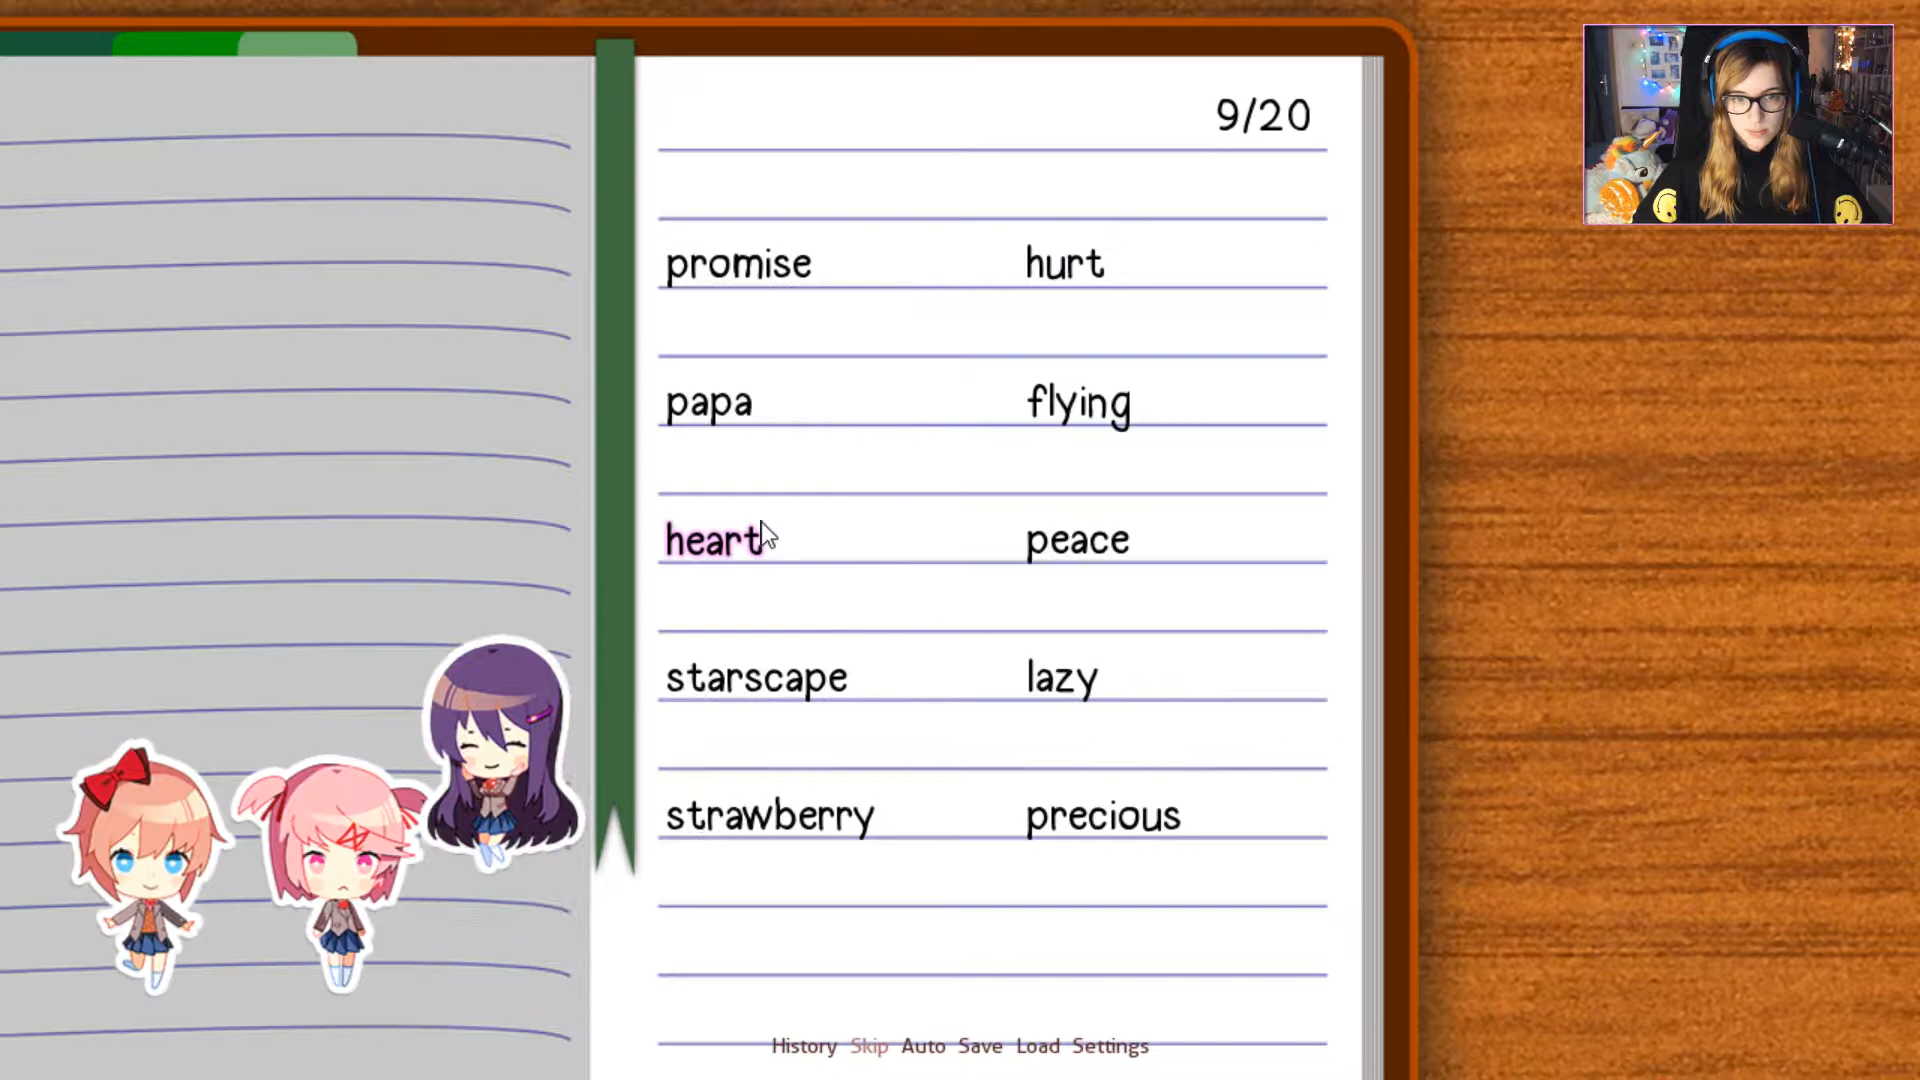 9/20
promise hurt
papa flying
heart peace
starscape lazy
strawberry precious
History Skip Auto Save Load Settings